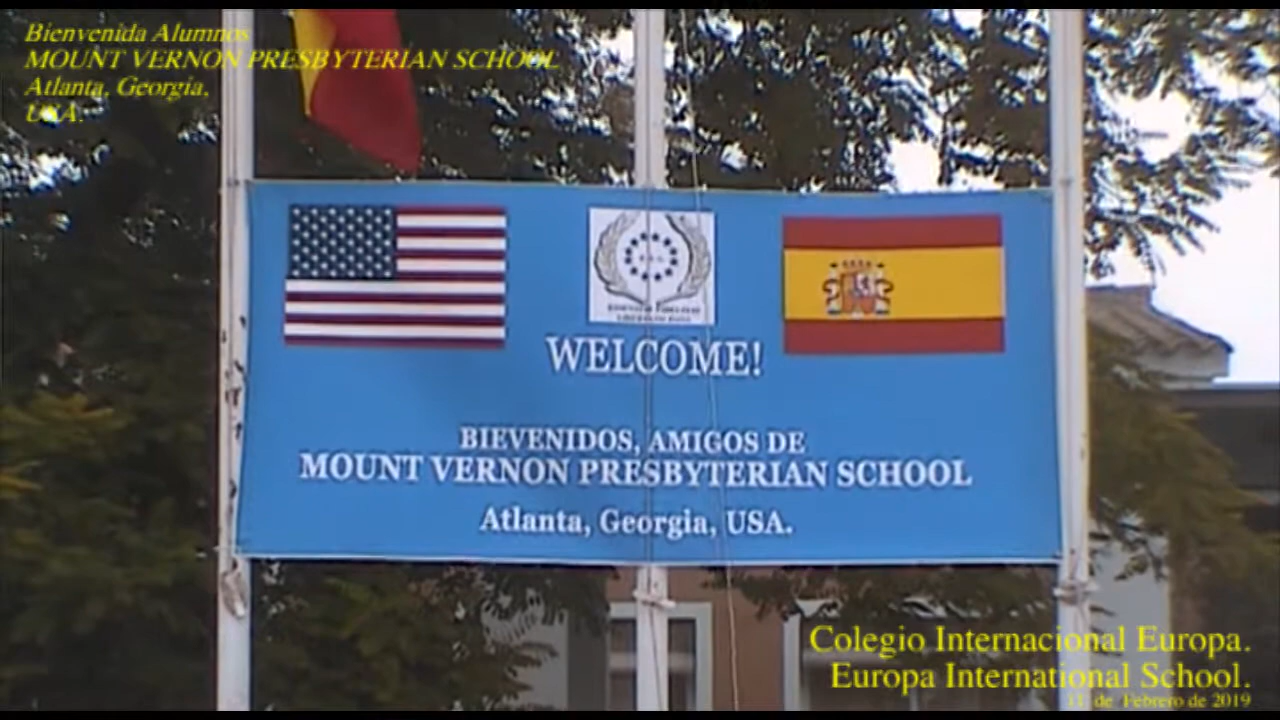 Bienvenida Alumnos
MOUNT VERNON PRESBYTERIAN SCHOOL
Atlanta, Georgia,
USA.
WELCOME!
BIEVENIDOS, AMIGOS DE
MOUNT VERNON PRESBYTERIAN SCHOOL
Atlanta, Georgia, USA.
Colegio Internacional Europa.
Europa International School.
de Febrero de 2019